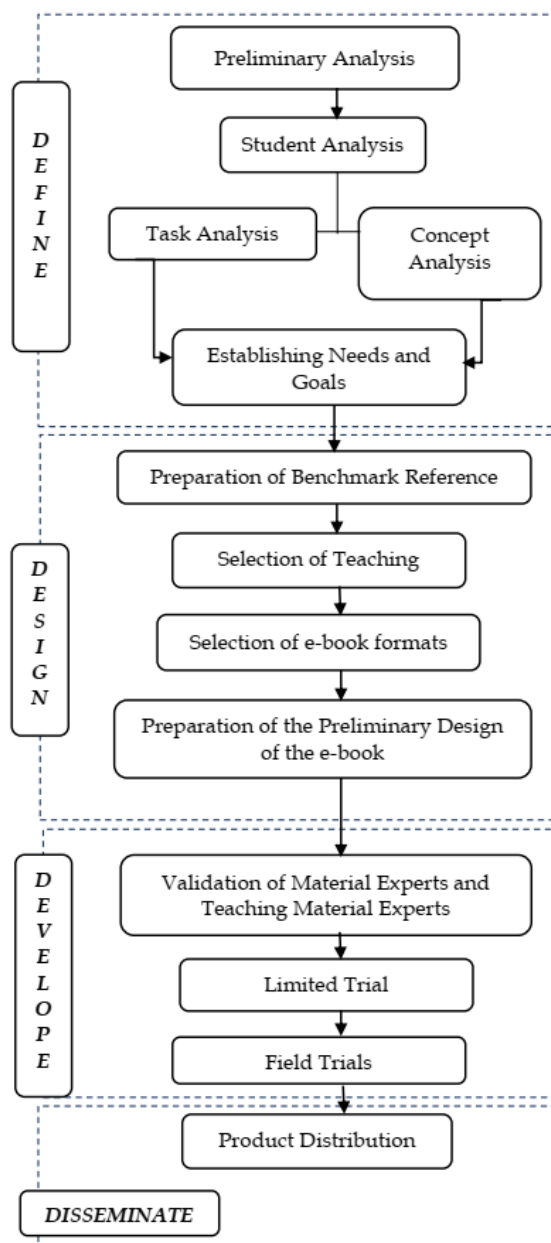 Preliminary Analysis
Student Analysis
Task Analysis
Concept
Analysis
Establishing Needs and
Goals
DEFINE
Preparation of Benchmark Reference
Selection of Teaching
Selection of e-book formats
Preparation of the Preliminary Design
of the e-book
DESIGN
Validation of Material Experts and
Teaching Material Experts
Limited Trial
Field Trials
DEVELOPE
Product Distribution
DISSEMINATE